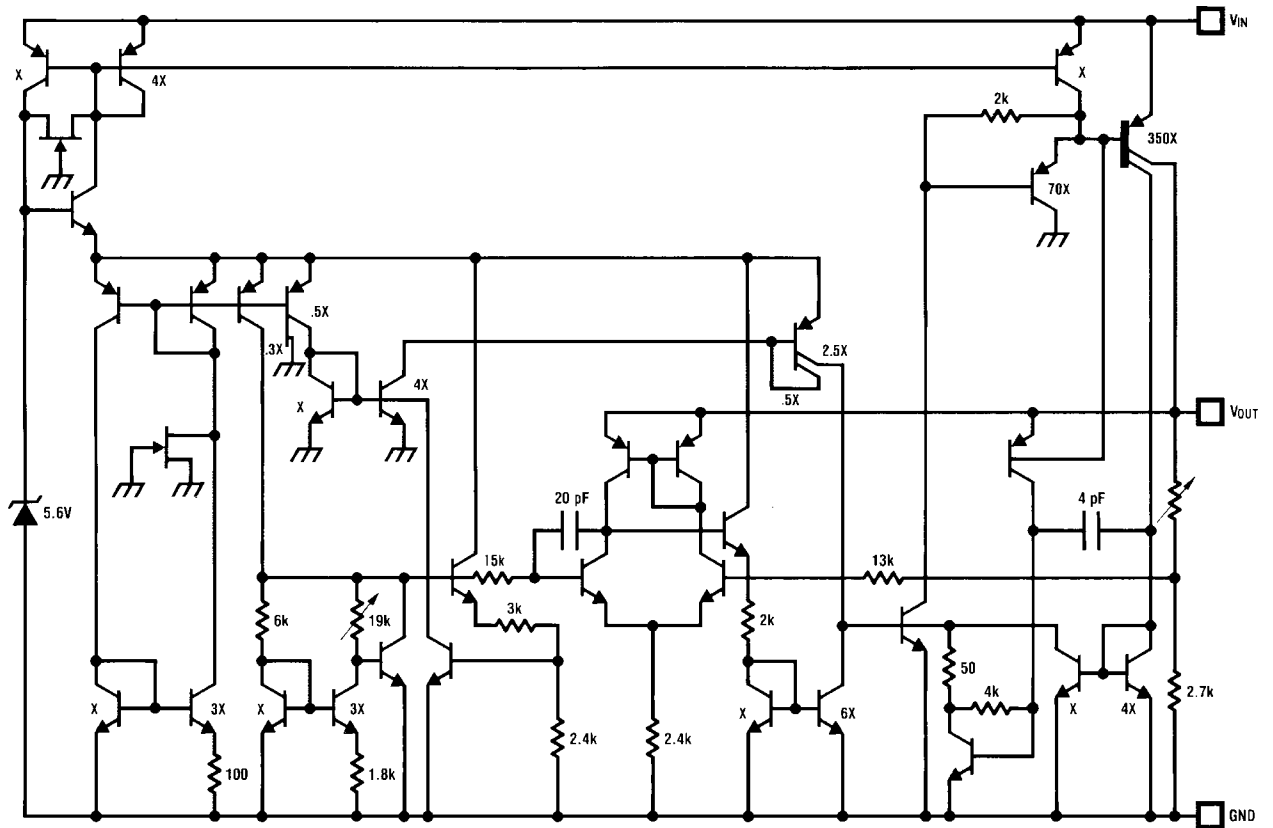 VIN
X
4X
X
2k
350X
70X
.5X
.3X
2.5X
4X
X
.5X
VOUT
20 pF
4 pF
5.6V
15k
13k
3k
6k
19k
2k
50
4k
2.7k
X
3X
X
3X
X
6X
X
4X
2.4k
2.4k
100
1.8k
GND